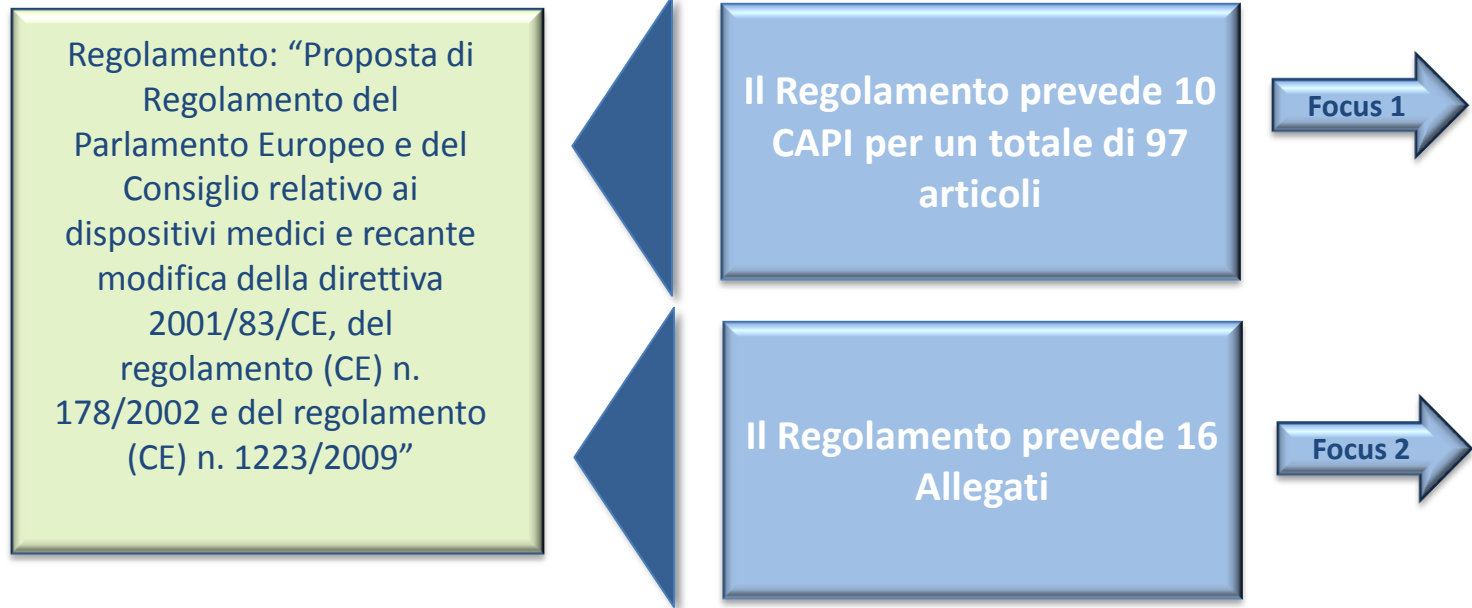 Regolamento: “Proposta di
Regolamento del
Parlamento Europeo e del
Consiglio relativo ai
dispositivi medici e recante
modifica della direttiva
2001/83/CE, del
regolamento (CE) n.
178/2002 e del regolamento
(CE) n. 1223/2009”
Il Regolamento prevede 10
CAPI per un totale di 97
articoli
Focus 1
Il Regolamento prevede 16
Allegati
Focus 2